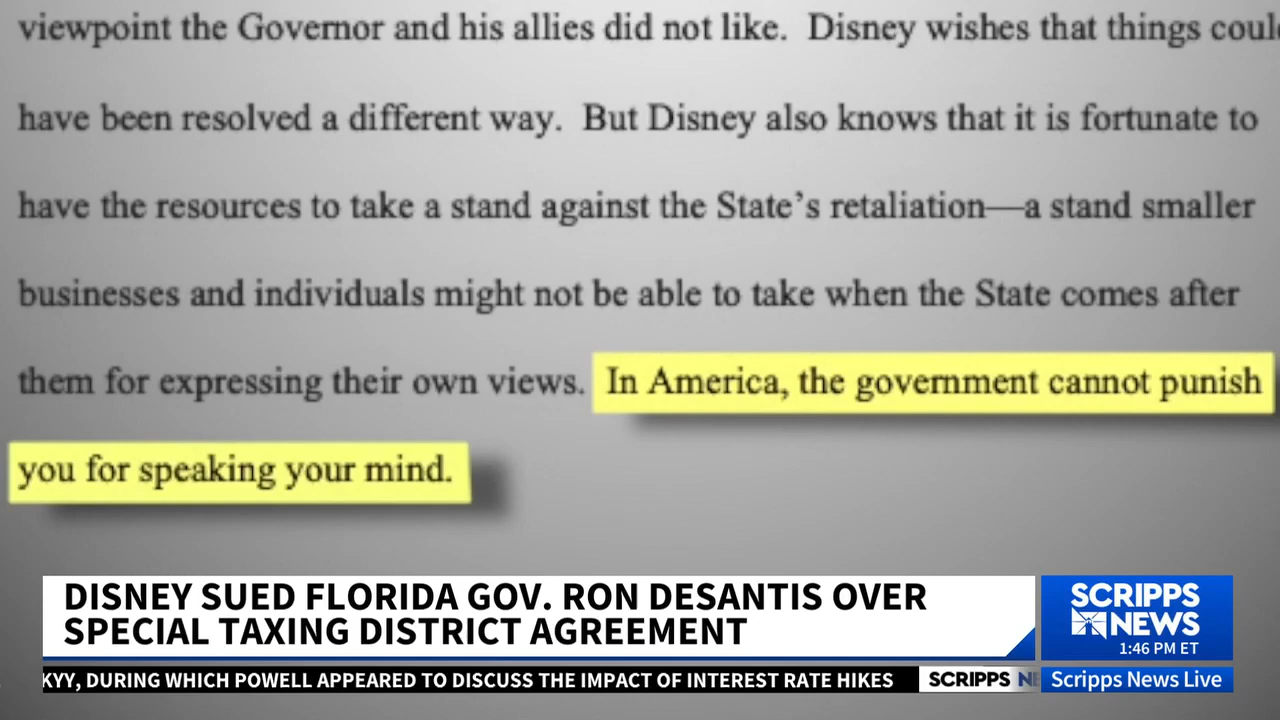 viewpoint the Governor and his allies did not like. Disney wishes that things could
have been resolved a different way. But Disney also knows that it is fortunate to
have the resources to take a stand against the State's retaliation—a stand smaller
businesses and individuals might not be able to take when the State comes after
them for expressing their own views. In America, the government cannot punish
you for speaking your mind.
DISNEY SUED FLORIDA GOV. RON DESANTIS OVER
SPECIAL TAXING DISTRICT AGREEMENT
SCRIPPS
NEWS
1:46 PM ET
KYY, DURING WHICH POWELL APPEARED TO DISCUSS THE IMPACT OF INTEREST RATE HIKES
SCRIPPS NE
Scripps News Live